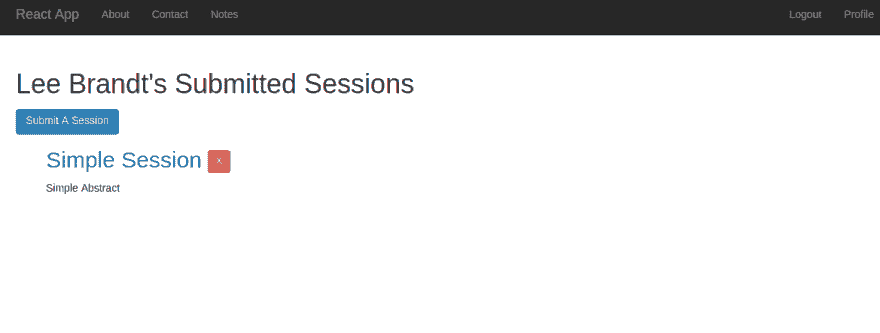 React App About Contact Notes Logout Profile
Lee Brandt's Submitted Sessions
Submit A Session
Simple Session x
Simple Abstract